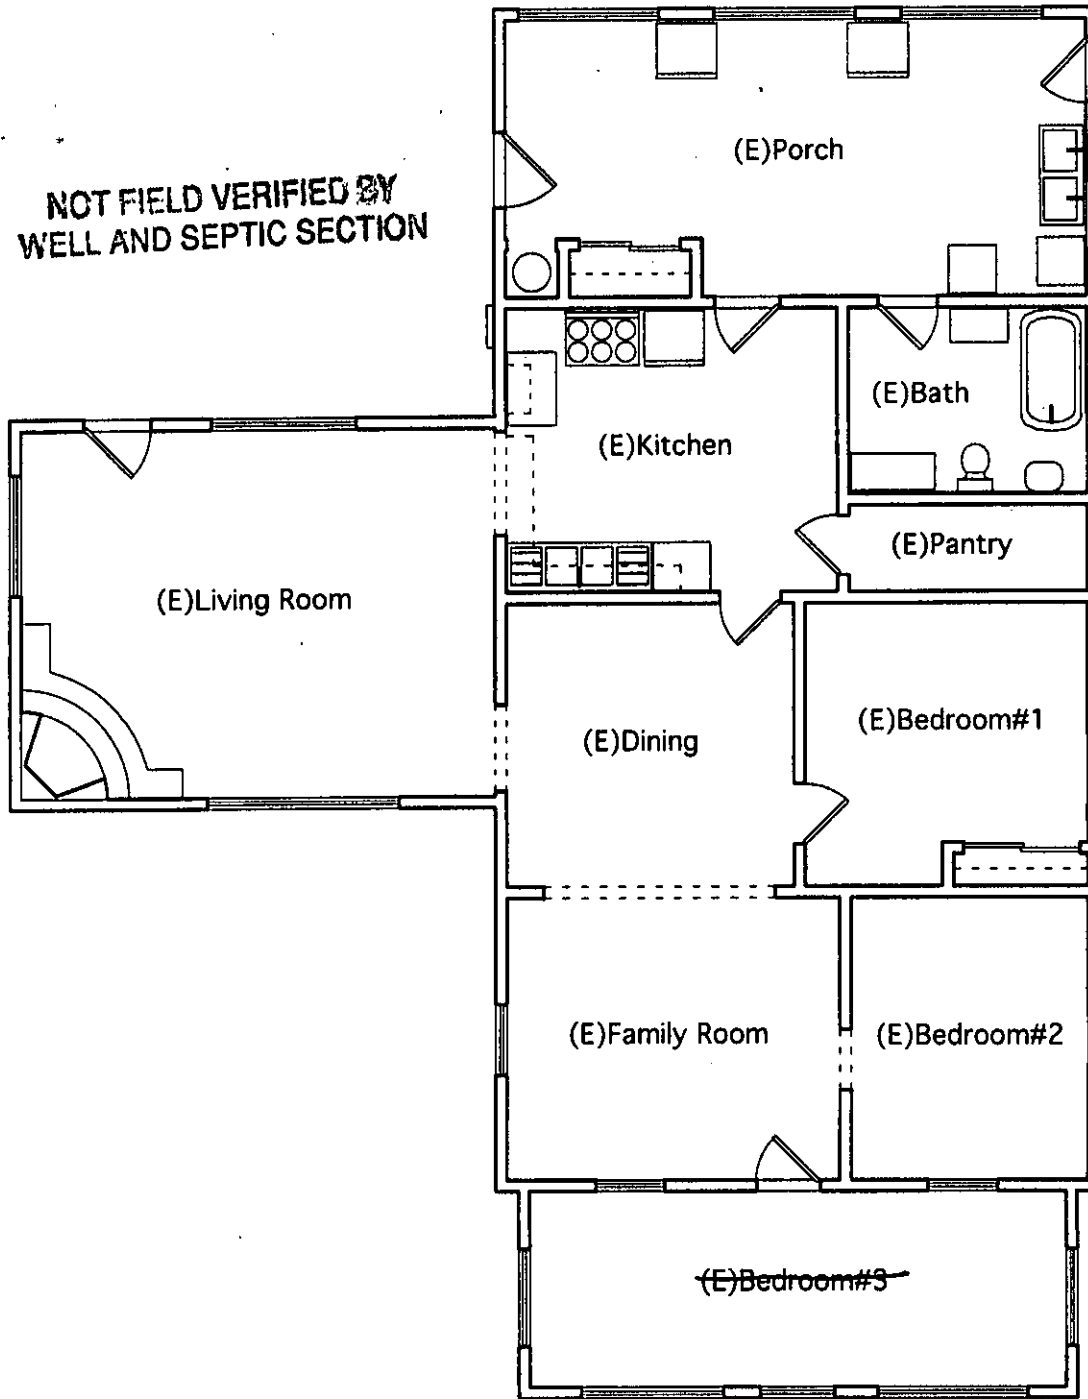 (E)Porch
NOT FIELD VERIFIED BY
WELL AND SEPTIC SECTION
(E)Bath
(E)Kitchen
(E)Pantry
(E)Living Room
(E)Bedroom#1
(E)Dining
(E)Family Room
(E)Bedroom#2
(E)Bedroom#3